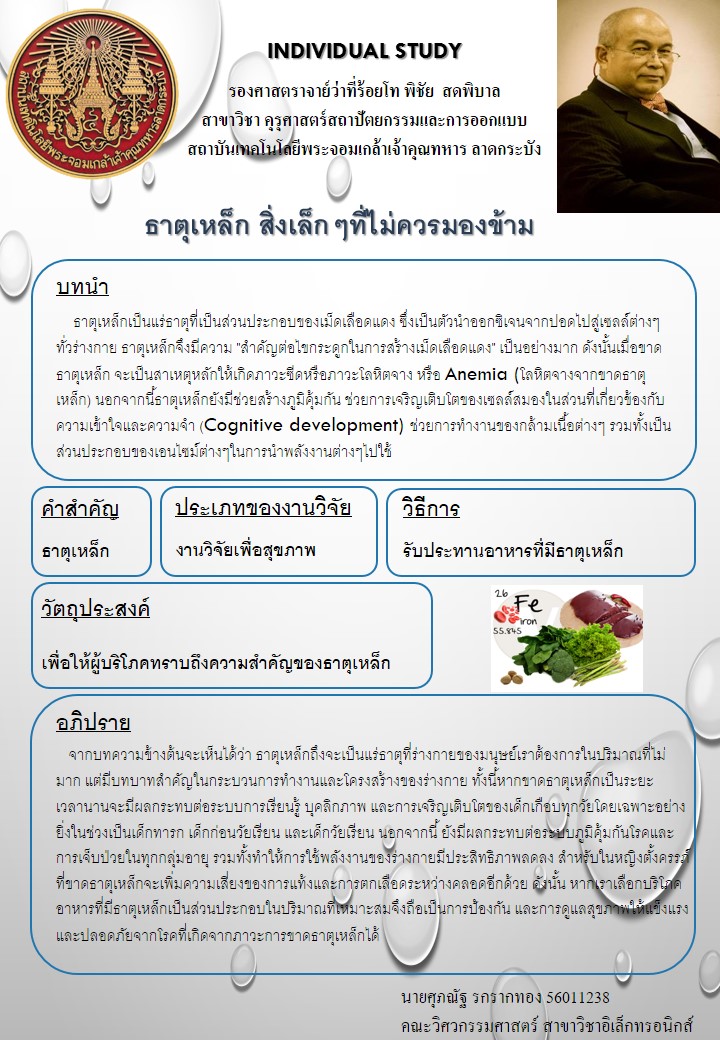 INDIVIDUAL STUDY
รองศาสตราจารย์ว่าที่ร้อยโท พิชัย สดพิบาล
สาขาวิชา ครุศาสตร์สถาปัตยกรรมและการออกแบบ
สถาบันเทคโนโลยีพระจอมเกล้าเจ้าคุณทหาร ลาดกระบัง
สถาบันเทคโนโลยีพระจอมเกล้าเจ้าคุณทหารลาดกระบัง
ธาตุเหล็ก สิ่งเล็กๆที่ไม่ควรมองข้าม
บทนำ
ธาตุเหล็กเป็นแร่ธาตุที่เป็นส่วนประกอบของเม็ดเลือดแดง ซึ่งเป็นตัวนำออกซิเจนจากปอดไปสู่เซลล์ต่างๆ
ทั่วร่างกาย ธาตุเหล็กจึงมีความ "สำคัญต่อไขกระดูกในการสร้างเม็ดเลือดแดง" เป็นอย่างมาก ดังนั้นเมื่อขาด
ธาตุเหล็ก จะเป็นสาเหตุหลักให้เกิดภาวะซีดหรือภาวะโลหิตจาง หรือ Anemia (โลหิตจางจากขาดธาตุ
เหล็ก) นอกจากนี้ธาตุเหล็กยังมีช่วยสร้างภูมิคุ้มกัน ช่วยการเจริญเติบโตของเซลล์สมองในส่วนที่เกี่ยวข้องกับ
ความเข้าใจและความจำ (Cognitive development) ช่วยการทำงานของกล้ามเนื้อต่างๆ รวมทั้งเป็น
ส่วนประกอบของเอนไซม์ต่างๆในการนำพลังงานต่างๆไปใช้
คำสำคัญ
ธาตุเหล็ก
ประเภทของงานวิจัย
งานวิจัยเพื่อสุขภาพ
วิธีการ
รับประทานอาหารที่มีธาตุเหล็ก
วัตถุประสงค์
เพื่อให้ผู้บริโภคทราบถึงความสำคัญของธาตุเหล็ก
26
Fe
iron
55.845
อภิปราย
จากบทความข้างต้นจะเห็นได้ว่า ธาตุเหล็กถึงจะเป็นแร่ธาตุที่ร่างกายของมนุษย์เราต้องการในปริมาณที่ไม่
มาก แต่มีบทบาทสำคัญในกระบวนการทำงานและโครงสร้างของร่างกาย ทั้งนี้หากขาดธาตุเหล็กเป็นระยะ
เวลานานจะมีผลกระทบต่อระบบการเรียนรู้ บุคลิกภาพ และการเจริญเติบโตของเด็กเกือบทุกวัยโดยเฉพาะอย่าง
ยิ่งในช่วงเป็นเด็กทารก เด็กก่อนวัยเรียน และเด็กวัยเรียน นอกจากนี้ ยังมีผลกระทบต่อระบบภูมิคุ้มกันโรคและ
การเจ็บป่วยในทุกกลุ่มอายุ รวมทั้งทำให้การใช้พลังงานของร่างกายมีประสิทธิภาพลดลง สำหรับในหญิงตั้งครรภ์
ที่ขาดธาตุเหล็กจะเพิ่มความเสี่ยงของการแท้งและการตกเลือดระหว่างคลอดอีกด้วย ดังนั้น หากเราเลือกบริโภค
อาหารที่มีธาตุเหล็กเป็นส่วนประกอบในปริมาณที่เหมาะสมจึงถือเป็นการป้องกัน และการดูแลสุขภาพให้แข็งแรง
และปลอดภัยจากโรคที่เกิดจากภาวะการขาดธาตุเหล็กได้
นายศุภณัฐ รกรากทอง 56011238
คณะวิศวกรรมศาสตร์ สาขาวิชาอิเล็กทรอนิกส์